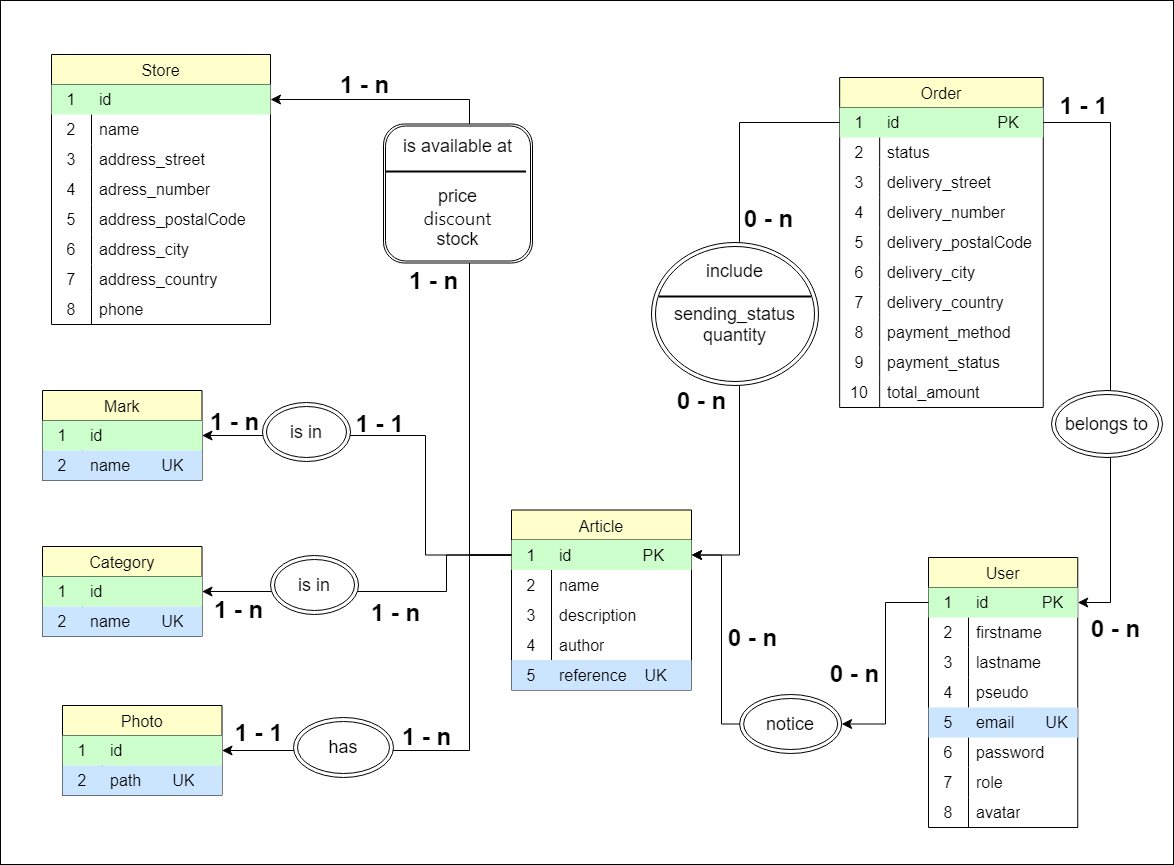 Store
1 id
2 name
3 address_street
4 adress_number
5 address_postalCode
6 address_city
7 address_country
8 phone
1 - n
is available at
price
discount
stock
1 - n
Order
1 id PK
2 status
3 delivery_street
4 delivery_number
5 delivery_postalCode
6 delivery_city
7 delivery_country
8 payment_method
9 payment_status
10 total_amount
1 - 1
0 - n
include
sending_status
quantity
0 - n
belongs to
0 - n
Mark
1 id
2 name UK
1 - n
is in
1 - 1
Category
1 id
2 name UK
1 - n
is in
1 - n
Photo
1 id
2 path UK
1 - 1
has
1 - n
Article
1 id PK
2 name
3 description
4 author
5 reference UK
0 - n
notice
0 - n
User
1 id PK
2 firstname
3 lastname
4 pseudo
5 email UK
6 password
7 role
8 avatar